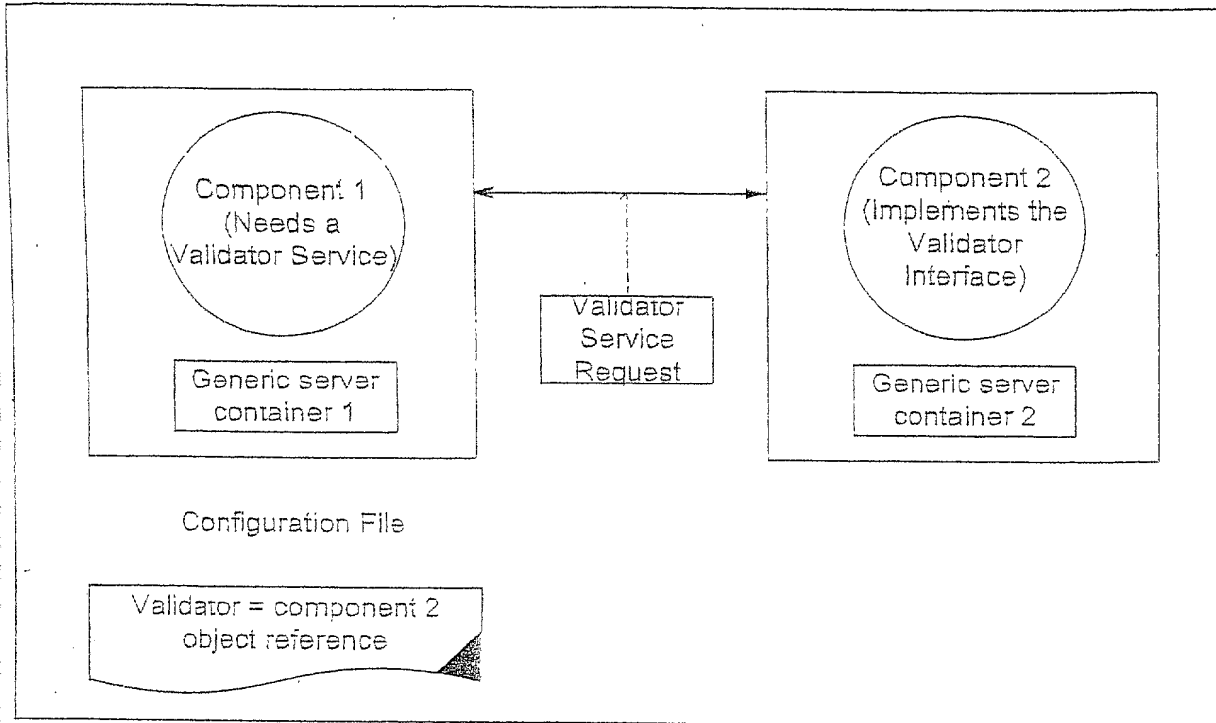 Component 1
(Needs a
Validator Service)
Generic server
container 1
Validator
Service
Request
Component 2
(Implements the
Validator
Interface)
Generic server
container 2
Configuration File
Validator = component 2
object reference